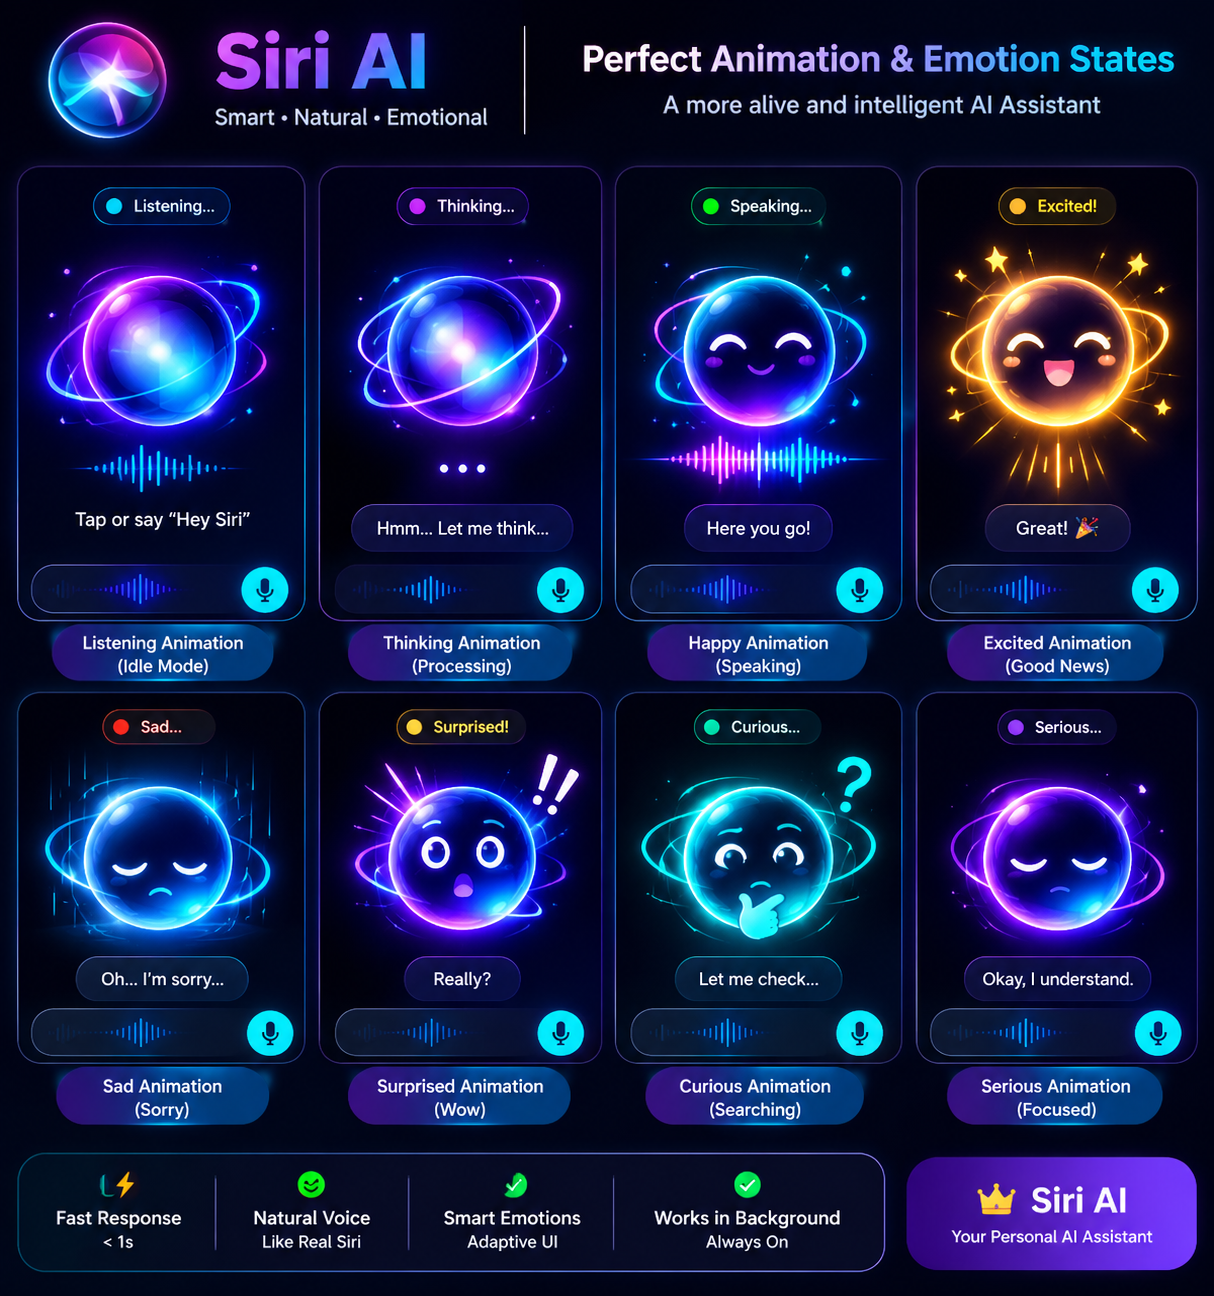 Siri AI
Smart • Natural • Emotional
Perfect Animation & Emotion States
A more alive and intelligent AI Assistant
Listening...
Tap or say “Hey Siri”
Listening Animation
(Idle Mode)
Thinking...
Hmm... Let me think...
Thinking Animation
(Processing)
Speaking...
Here you go!
Happy Animation
(Speaking)
Excited!
Great! 🎉
Excited Animation
(Good News)
Sad...
Oh... I'm sorry...
Sad Animation
(Sorry)
Surprised!
!!
Really?
Surprised Animation
(Wow)
Curious...
?
Let me check...
Curious Animation
(Searching)
Serious...
Okay, I understand.
Serious Animation
(Focused)
Fast Response
< 1s
Natural Voice
Like Real Siri
Smart Emotions
Adaptive UI
Works in Background
Always On
Siri AI
Your Personal AI Assistant